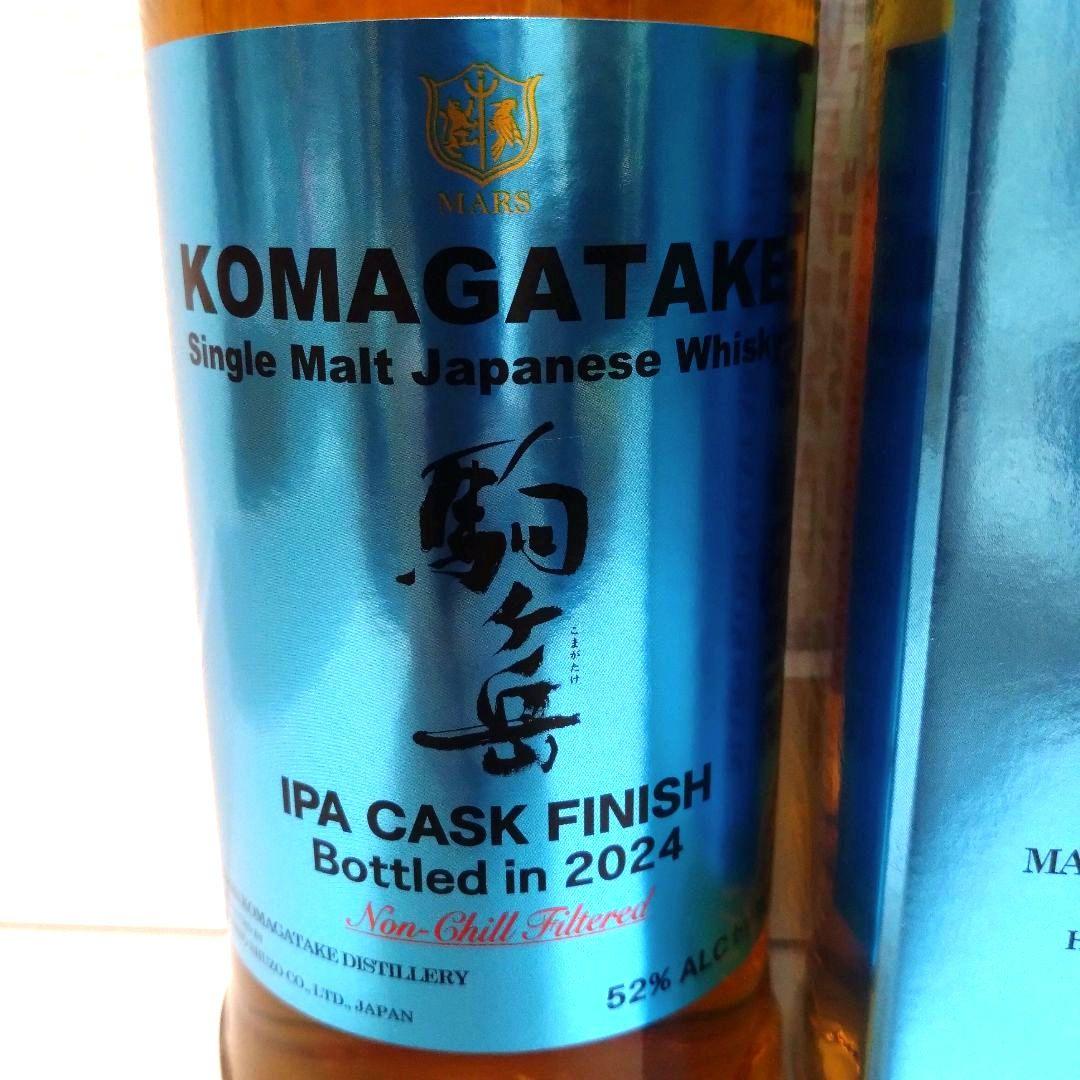 MARS
KOMAGATAKE
Single Malt Japanese Whisky
駒ヶ岳
こまがたけ
IPA CASK FINISH
Bottled in 2024
Non-Chill Filtered
KOMAGATAKE DISTILLERY
CO., LTD., JAPAN
52% ALC
MA
H